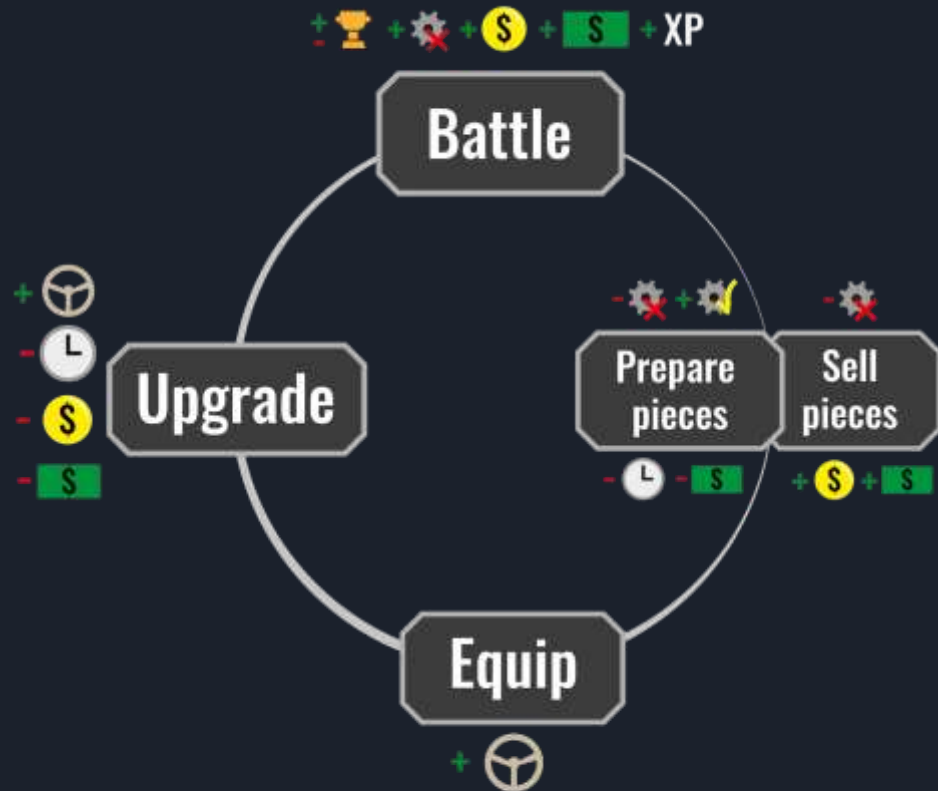 ± 🏆 + + $ + $ + XP
Battle
+
-
- $
- $
Upgrade
- +
Prepare
pieces
- - $
-
Sell
pieces
+ $ + $
Equip
+